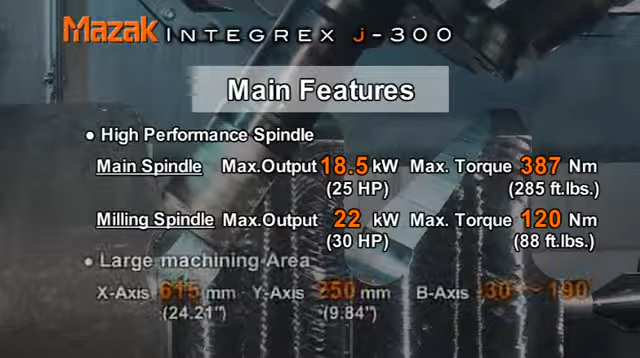 Mazak INTEGREX j-300
Main Features
● High Performance Spindle
Main Spindle Max.Output 18.5 kW Max. Torque 387 Nm
(25 HP) (285 ft.lbs.)
Milling Spindle Max.Output 22 kW Max. Torque 120 Nm
(30 HP) (88 ft.lbs.)
● Large machining Area
X-Axis 615 mm Y-Axis 250 mm B-Axis
(24.21") (9.84")